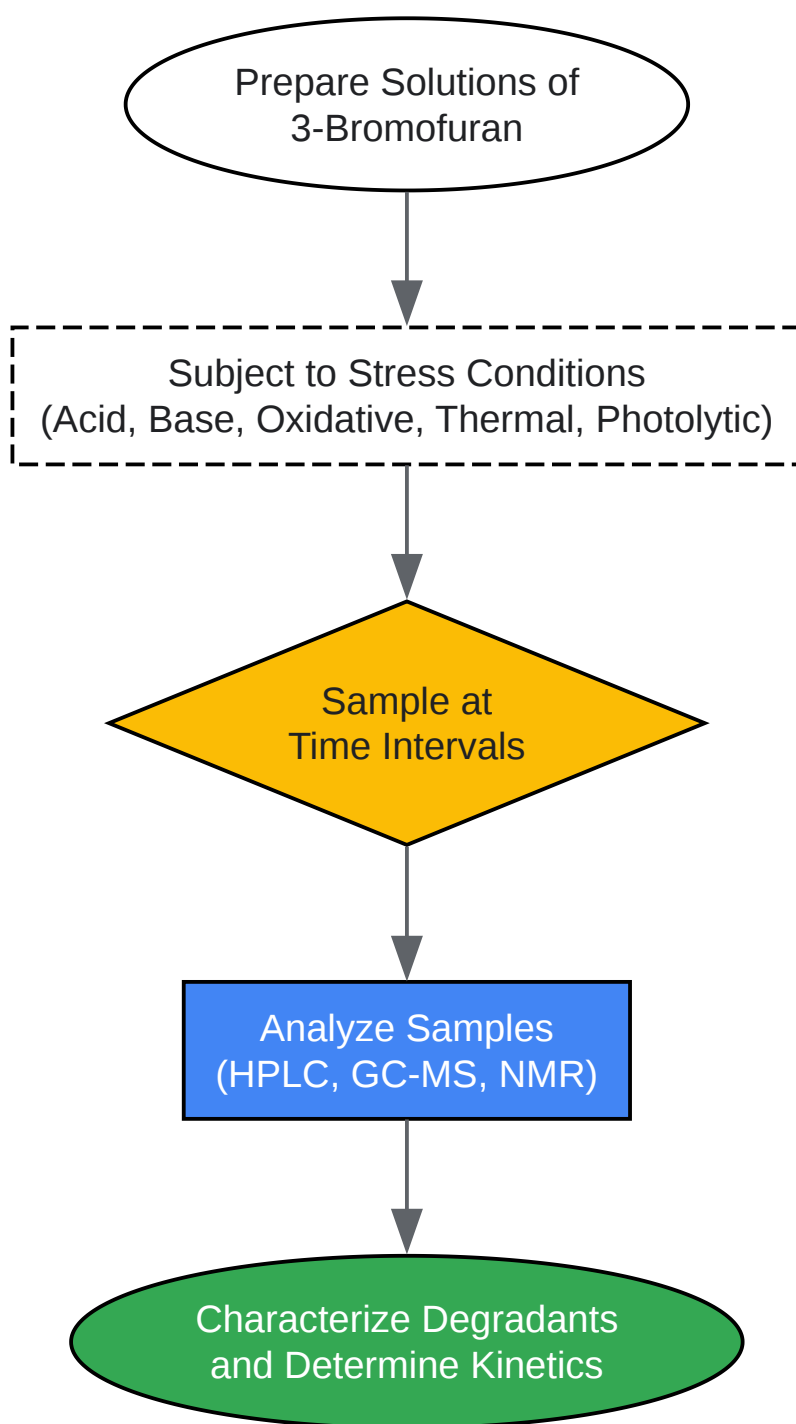 Prepare Solutions of
3-Bromofuran
Subject to Stress Conditions
(Acid, Base, Oxidative, Thermal, Photolytic)
Sample at
Time Intervals
Analyze Samples
(HPLC, GC-MS, NMR)
Characterize Degradants
and Determine Kinetics